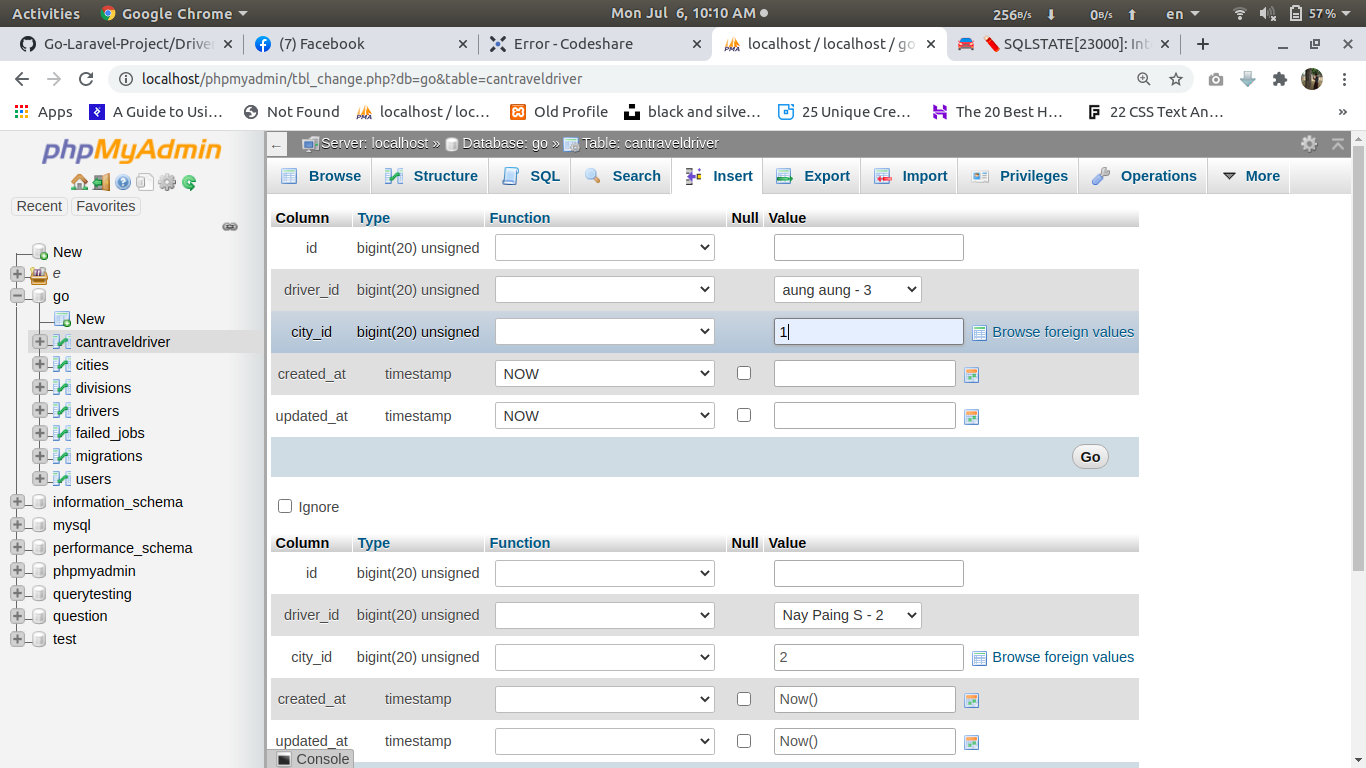 Activities Google Chrome Mon Jul 6, 10:10 AM 256B/s 0B/s en 57%
Go-Laravel-Project/Driver (7) Facebook Error - Codeshare localhost / localhost / go SQLSTATE[23000]: Int
localhost/phpmyadmin/tbl_change.php?db=go&table=cantraveldriver
Apps A Guide to Usi... Not Found localhost / loc... Old Profile black and silve... 25 Unique Cre... The 20 Best H... 22 CSS Text An... »
phpMyAdmin
Recent Favorites
New
e
go
New
cantraveldriver
cities
divisions
drivers
failed_jobs
migrations
users
information_schema
mysql
performance_schema
phpmyadmin
querytesting
question
test
Server: localhost » Database: go » Table: cantraveldriver
Browse Structure SQL Search Insert Export Import Privileges Operations More
Column Type Function Null Value
id bigint(20) unsigned
driver_id bigint(20) unsigned aung aung - 3
city_id bigint(20) unsigned 1 Browse foreign values
created_at timestamp NOW
updated_at timestamp NOW
Go
Ignore
Column Type Function Null Value
id bigint(20) unsigned
driver_id bigint(20) unsigned Nay Paing S - 2
city_id bigint(20) unsigned 2 Browse foreign values
created_at timestamp Now()
updated_at timestamp Now()
Console